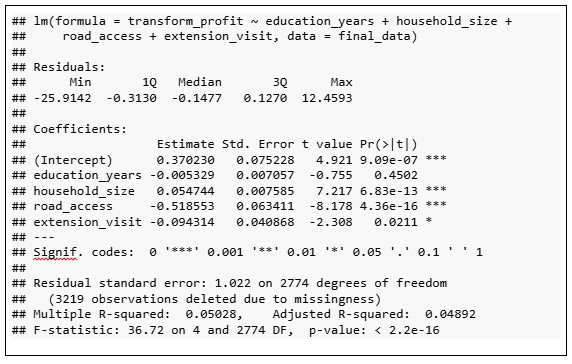 ## lm(formula = transform_profit ~ education_years + household_size +
##     road_access + extension_visit, data = final_data)
##
## Residuals:
##      Min       1Q   Median       3Q      Max
## -25.9142  -0.3130  -0.1477   0.1270  12.4593
##
## Coefficients:
##                  Estimate Std. Error t value Pr(>|t|)
## (Intercept)      0.370230   0.075228   4.921 9.09e-07 ***
## education_years -0.005329   0.007057  -0.755   0.4502
## household_size   0.054744   0.007585   7.217 6.83e-13 ***
## road_access     -0.518553   0.063411  -8.178 4.36e-16 ***
## extension_visit -0.094314   0.040868  -2.308   0.0211 *
## ---
## Signif. codes:  0 '***' 0.001 '**' 0.01 '*' 0.05 '.' 0.1 ' ' 1
##
## Residual standard error: 1.022 on 2774 degrees of freedom
##   (3219 observations deleted due to missingness)
## Multiple R-squared:  0.05028,    Adjusted R-squared:  0.04892
## F-statistic: 36.72 on 4 and 2774 DF,  p-value: < 2.2e-16